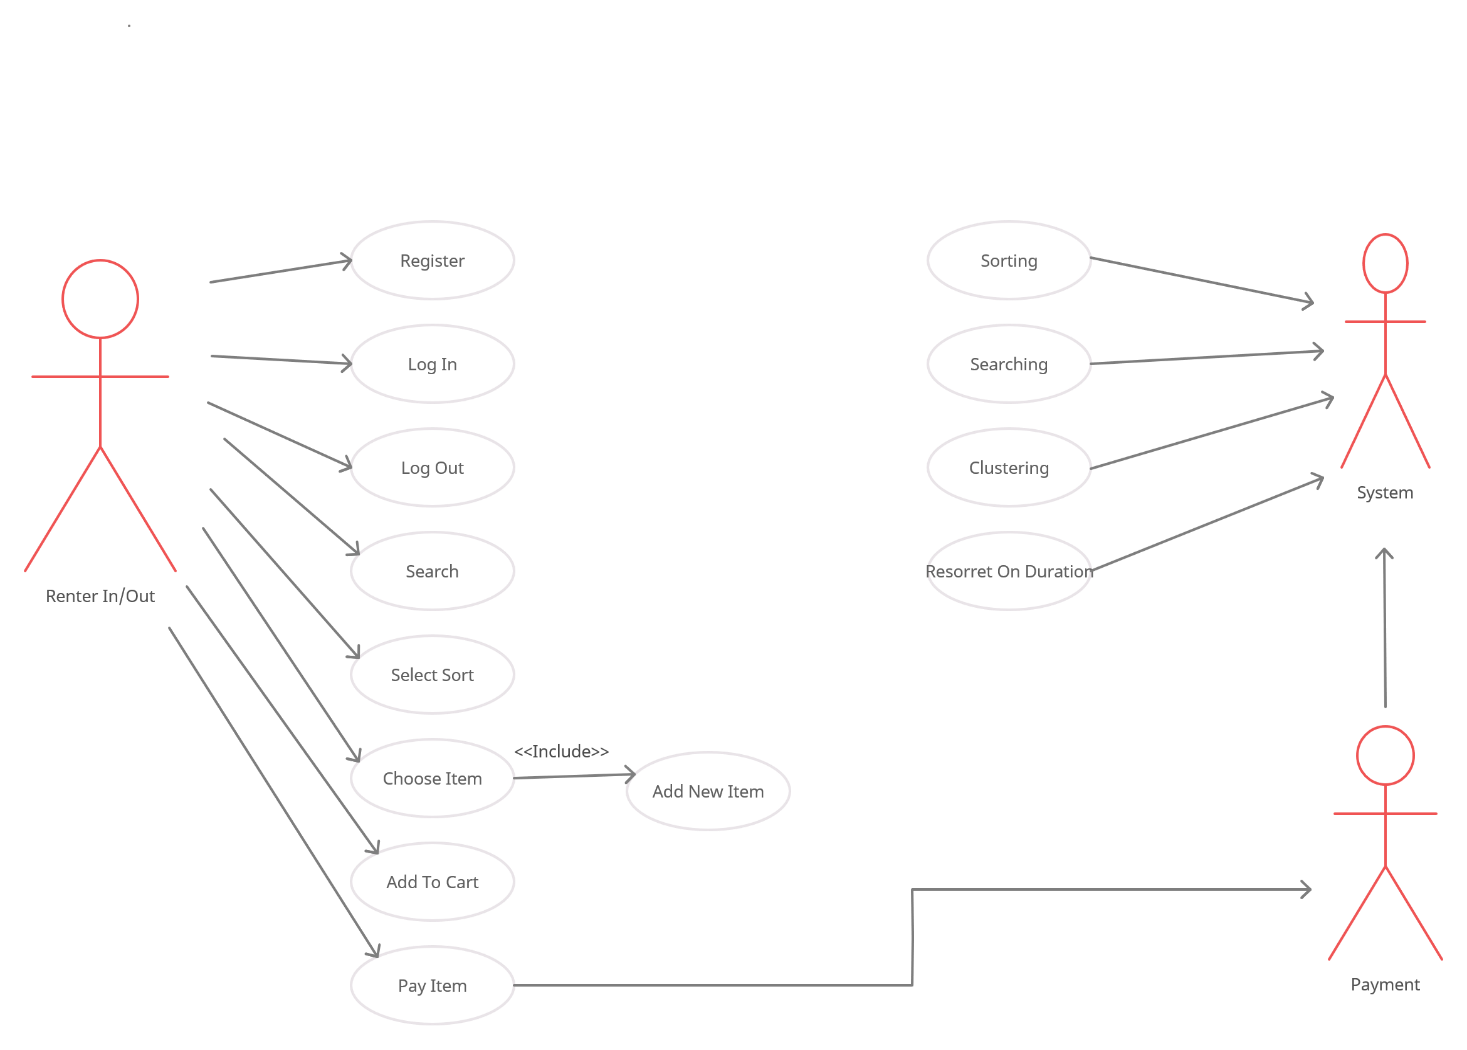 Register
Sorting
Log In
Searching
Log Out
Clustering
System
Search
Resorret On Duration
Renter In/Out
Select Sort
<<Include>>
Choose Item
Add New Item
Add To Cart
Pay Item
Payment